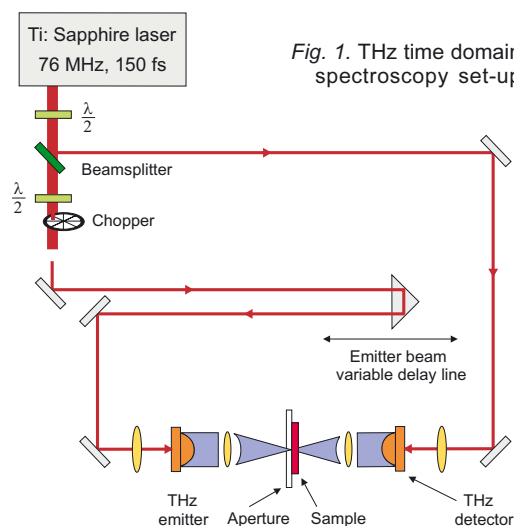 Ti: Sapphire laser
76 MHz, 150 fs
Fig. 1. THz time domain
spectroscopy set-up
λ
2
Beamsplitter
λ
2
Chopper
Emitter beam
variable delay line
THz
emitter
Aperture
Sample
THz
detector